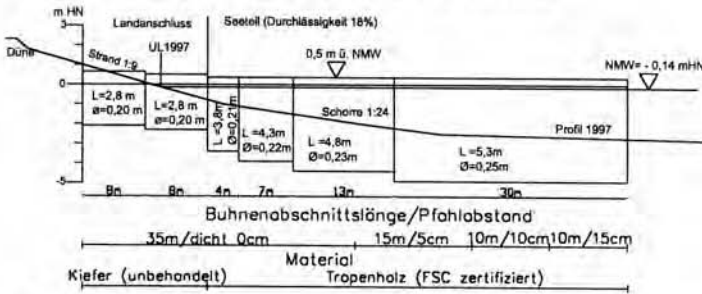 m HN
Landanschluss
Seeteil (Durchlässigkeit 18%)
3
Düne
Strand 1:9
UL1997
0,5 m ü. NMW
NMW= - 0,14 mHN
0
L=2,8 m
ø=0,20 m
L=2,8 m
ø=0,20 m
L=3,8m
Ø=0,21m
Schorre 1:24
L=4,3m
Ø=0,22m
L=4,8m
Ø=0,23m
L=5,3m
Ø=0,25m
Profil 1997
-5
8m
8m
4m
7m
13m
30m
Buhnenabschnittslänge/Pfahlabstand
35m/dicht 0cm
15m/5cm
10m/10cm
10m/15cm
Material
Kiefer (unbehandelt)
Tropenholz (FSC zertifiziert)